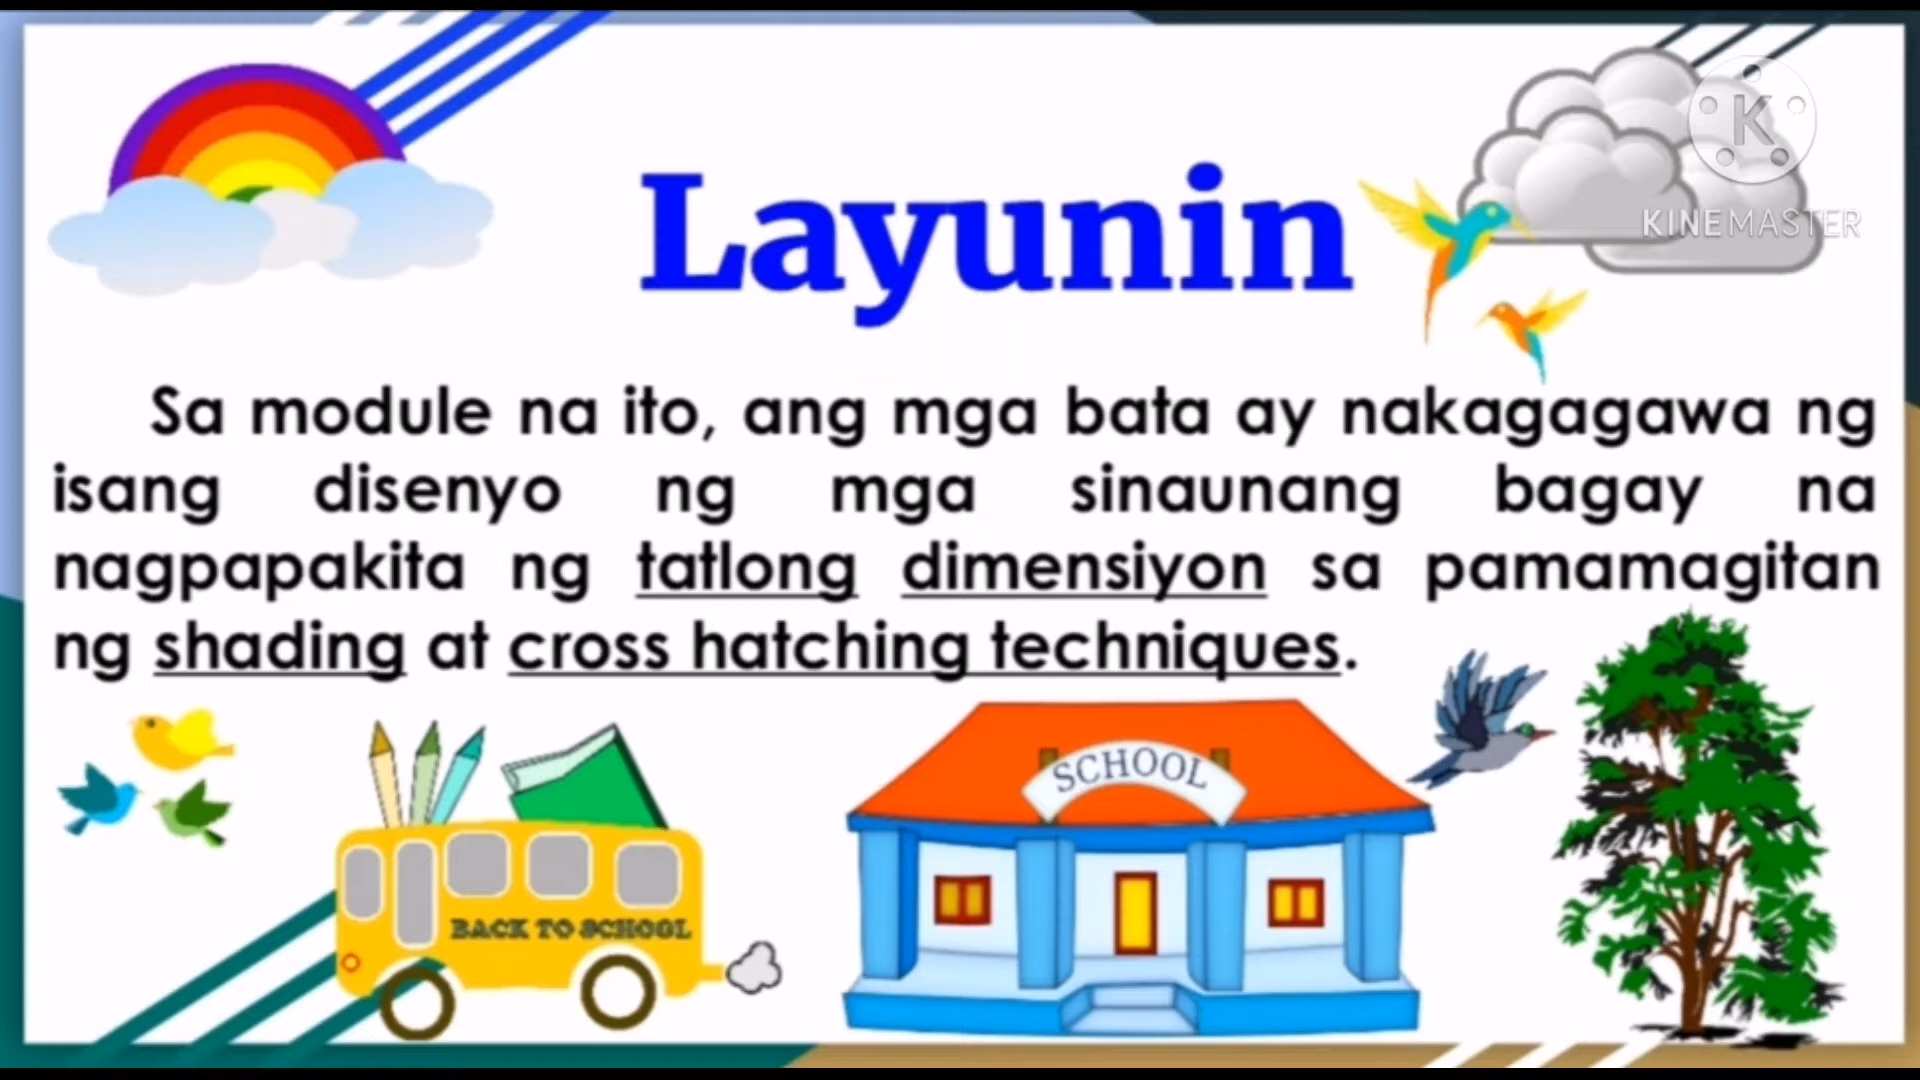 K
KINEMASTER
Layunin
Sa module na ito, ang mga bata ay nakagagawa ng
isang disenyo ng mga sinaunang bagay na
nagpapakita ng tatlong dimensiyon sa pamamagitan
ng shading at cross hatching techniques.
SCHOOL
BACK TO SCHOOL